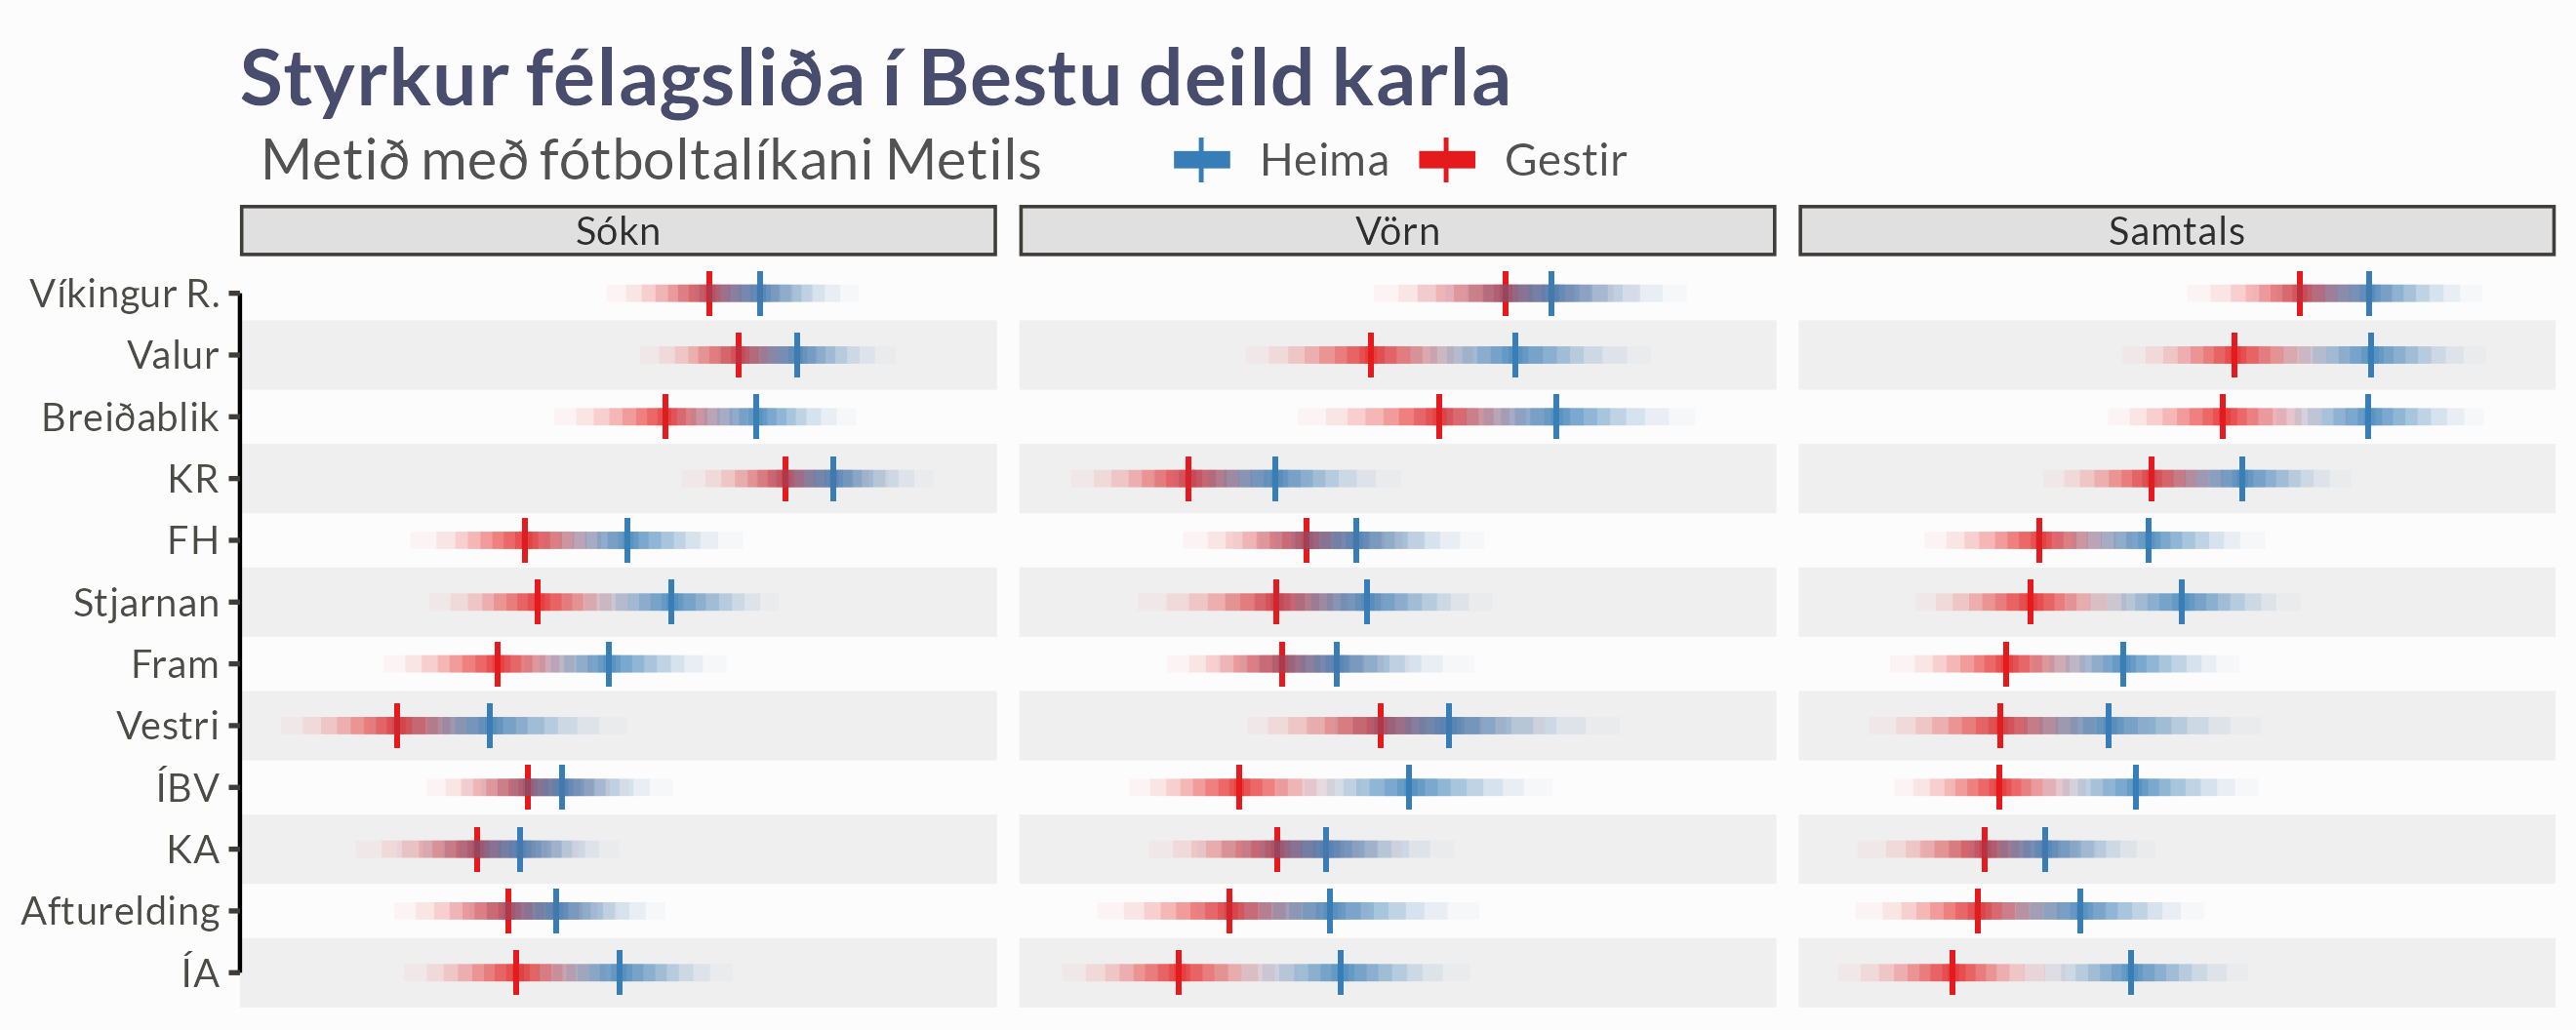 Styrkur félagsliða í Bestu deild karla
Metið með fótboltalíkani Metils
Heima Gestir
Sókn Vörn Samtals
Víkingur R.
Valur
Breiðablik
KR
FH
Stjarnan
Fram
Vestri
ÍBV
KA
Afturelding
ÍA